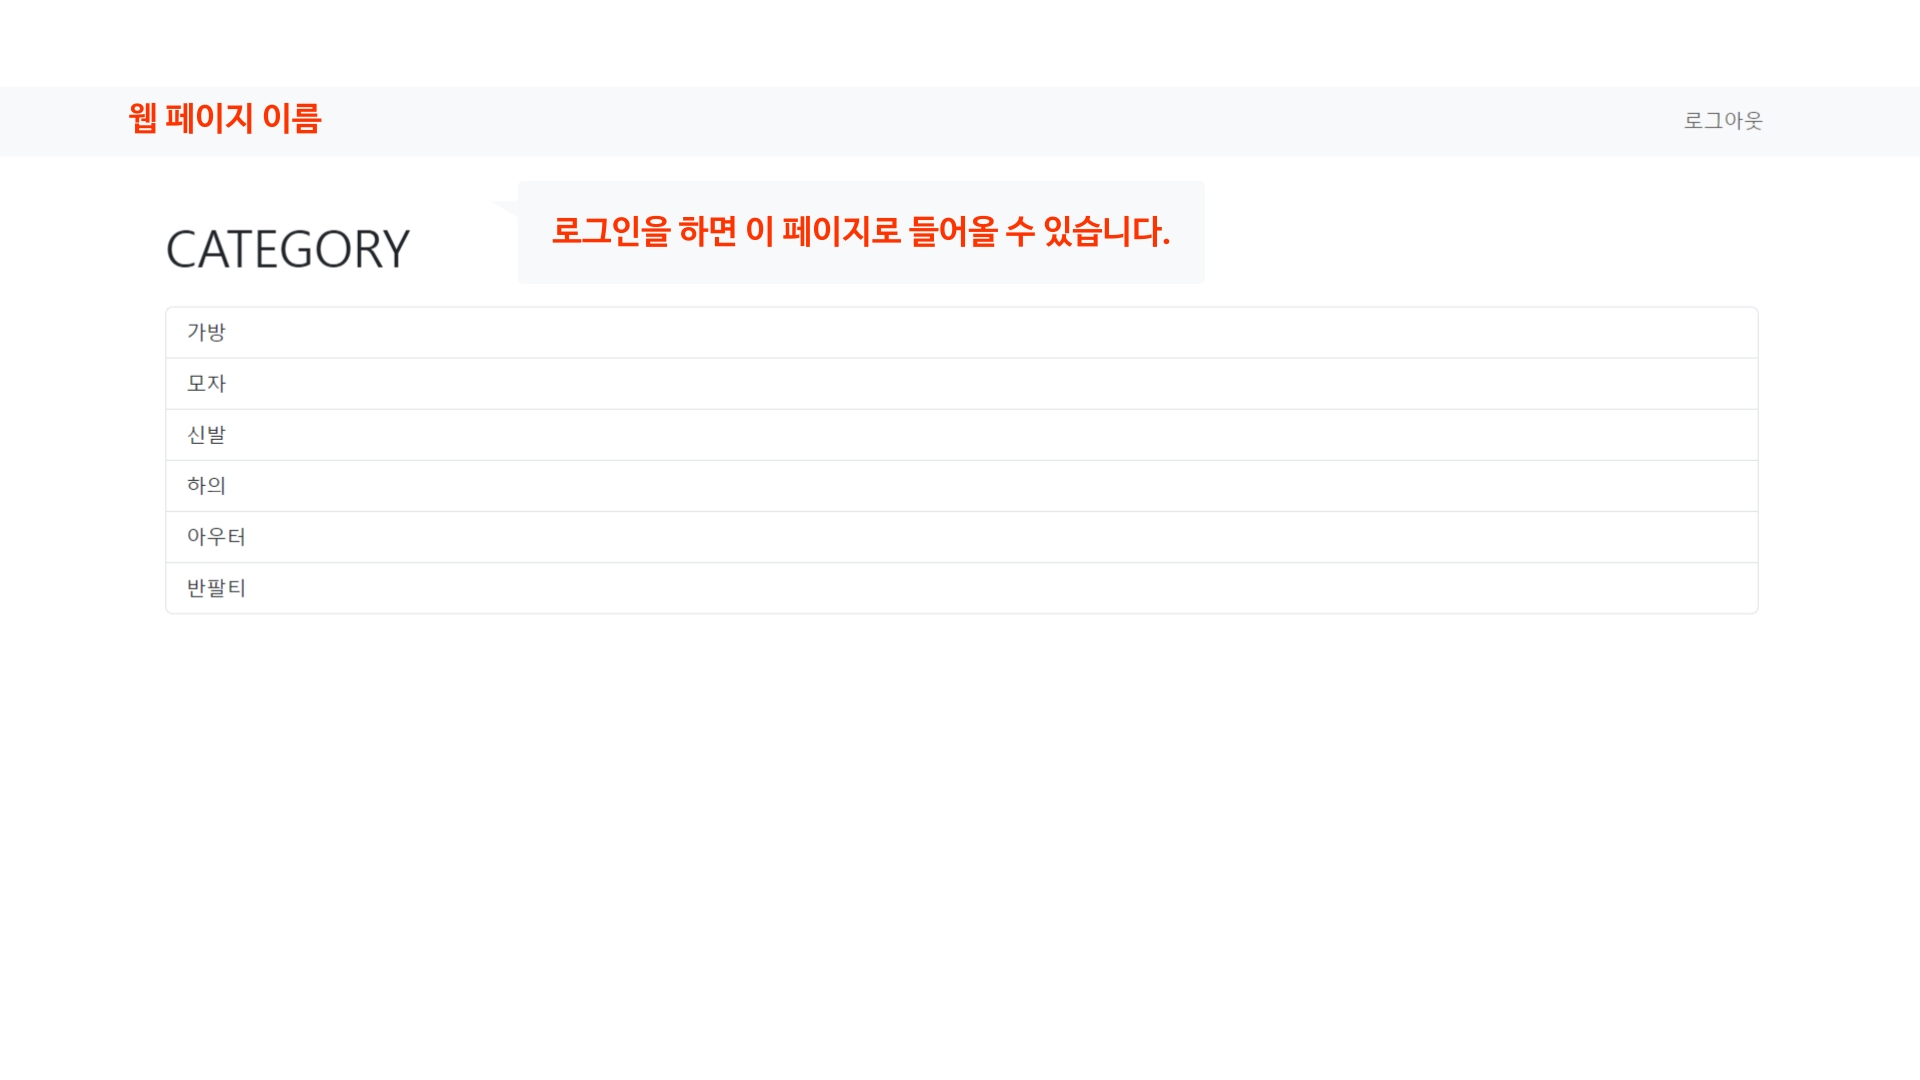 웹 페이지 이름
로그아웃
로그인을 하면 이 페이지로 들어올 수 있습니다.
CATEGORY
가방
모자
신발
하의
아우터
반팔티